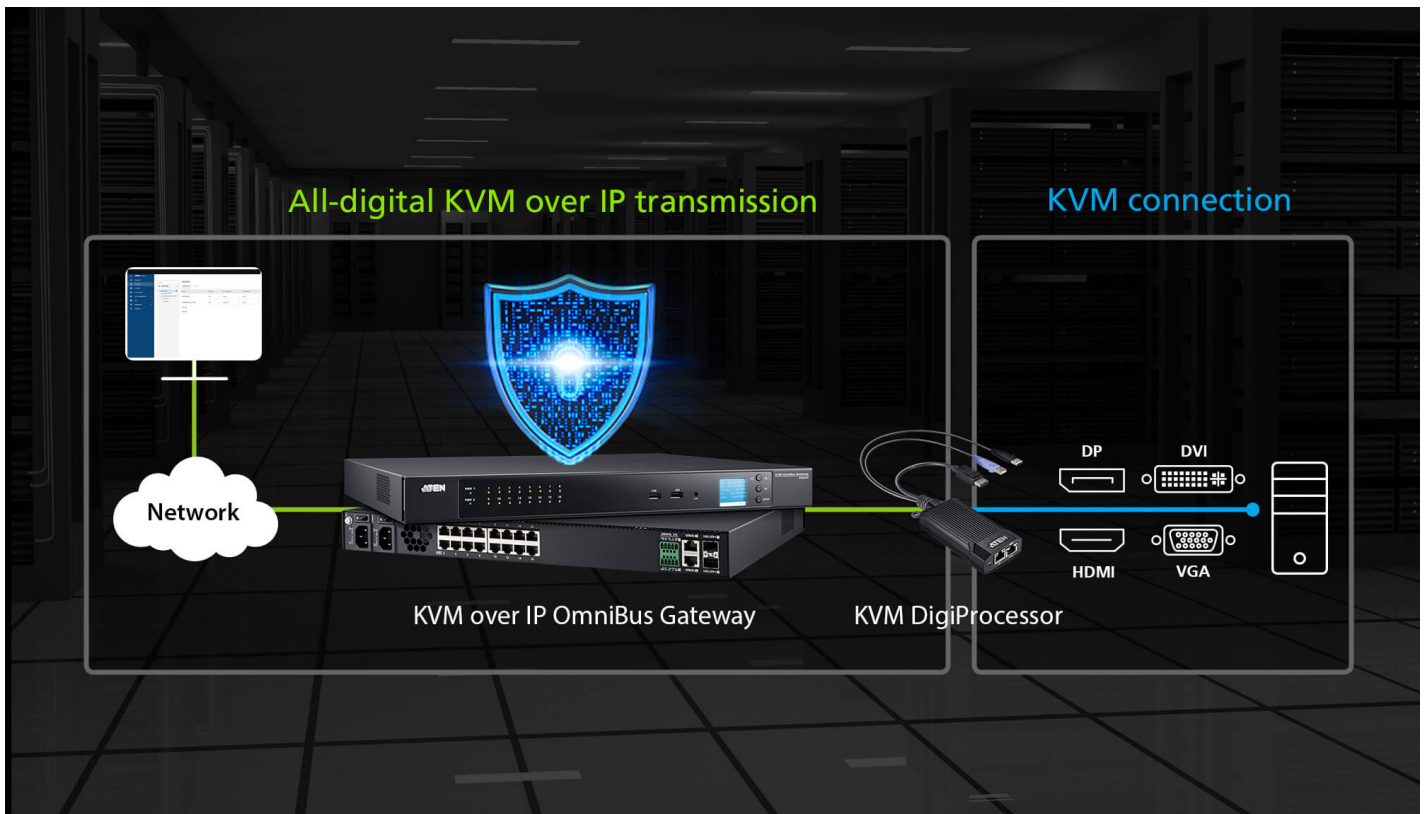 All-digital KVM over IP transmission
KVM connection
Network
ATEN
KVM over IP OmniBus Gateway
ATEN
KVM DigiProcessor
DP
DVI
HDMI
VGA